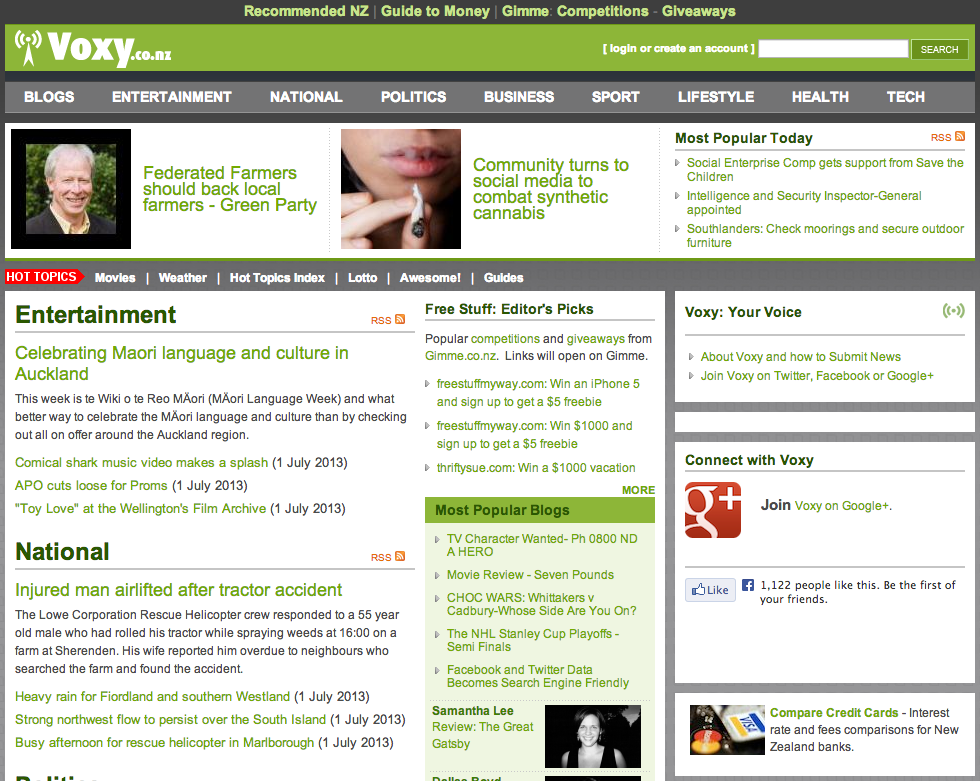 Recommended NZ | Guide to Money | Gimme: Competitions - Giveaways
Voxy.co.nz
[ login or create an account ]
SEARCH
BLOGS ENTERTAINMENT NATIONAL POLITICS BUSINESS SPORT LIFESTYLE HEALTH TECH
Federated Farmers
should back local
farmers - Green Party
Community turns to
social media to
combat synthetic
cannabis
Most Popular Today
RSS
Social Enterprise Comp gets support from Save the
Children
Intelligence and Security Inspector-General
appointed
Southlanders: Check moorings and secure outdoor
furniture
HOT TOPICS Movies | Weather | Hot Topics Index | Lotto | Awesome! | Guides
Entertainment
RSS
Celebrating Maori language and culture in
Auckland
This week is te Wiki o te Reo MÄori (MÄori Language Week) and what
better way to celebrate the MÄori language and culture than by checking
out all on offer around the Auckland region.
Comical shark music video makes a splash (1 July 2013)
APO cuts loose for Proms (1 July 2013)
"Toy Love" at the Wellington's Film Archive (1 July 2013)
National
RSS
Injured man airlifted after tractor accident
The Lowe Corporation Rescue Helicopter crew responded to a 55 year
old male who had rolled his tractor while spraying weeds at 16:00 on a
farm at Sherenden. His wife reported him overdue to neighbours who
searched the farm and found the accident.
Heavy rain for Fiordland and southern Westland (1 July 2013)
Strong northwest flow to persist over the South Island (1 July 2013)
Busy afternoon for rescue helicopter in Marlborough (1 July 2013)
Politics
Free Stuff: Editor's Picks
Popular competitions and giveaways from
Gimme.co.nz. Links will open on Gimme.
freestuffmyway.com: Win an iPhone 5
and sign up to get a $5 freebie
freestuffmyway.com: Win $1000 and
sign up to get a $5 freebie
thriftysue.com: Win a $1000 vacation
MORE
Most Popular Blogs
TV Character Wanted- Ph 0800 ND
A HERO
Movie Review - Seven Pounds
CHOC WARS: Whittakers v
Cadbury-Whose Side Are You On?
The NHL Stanley Cup Playoffs -
Semi Finals
Facebook and Twitter Data
Becomes Search Engine Friendly
Samantha Lee
Review: The Great
Gatsby
Voxy: Your Voice
About Voxy and how to Submit News
Join Voxy on Twitter, Facebook or Google+
Connect with Voxy
g+
Join Voxy on Google+.
Like
1,122 people like this. Be the first of
your friends.
VISA
Compare Credit Cards - Interest
rate and fees comparisons for New
Zealand banks.